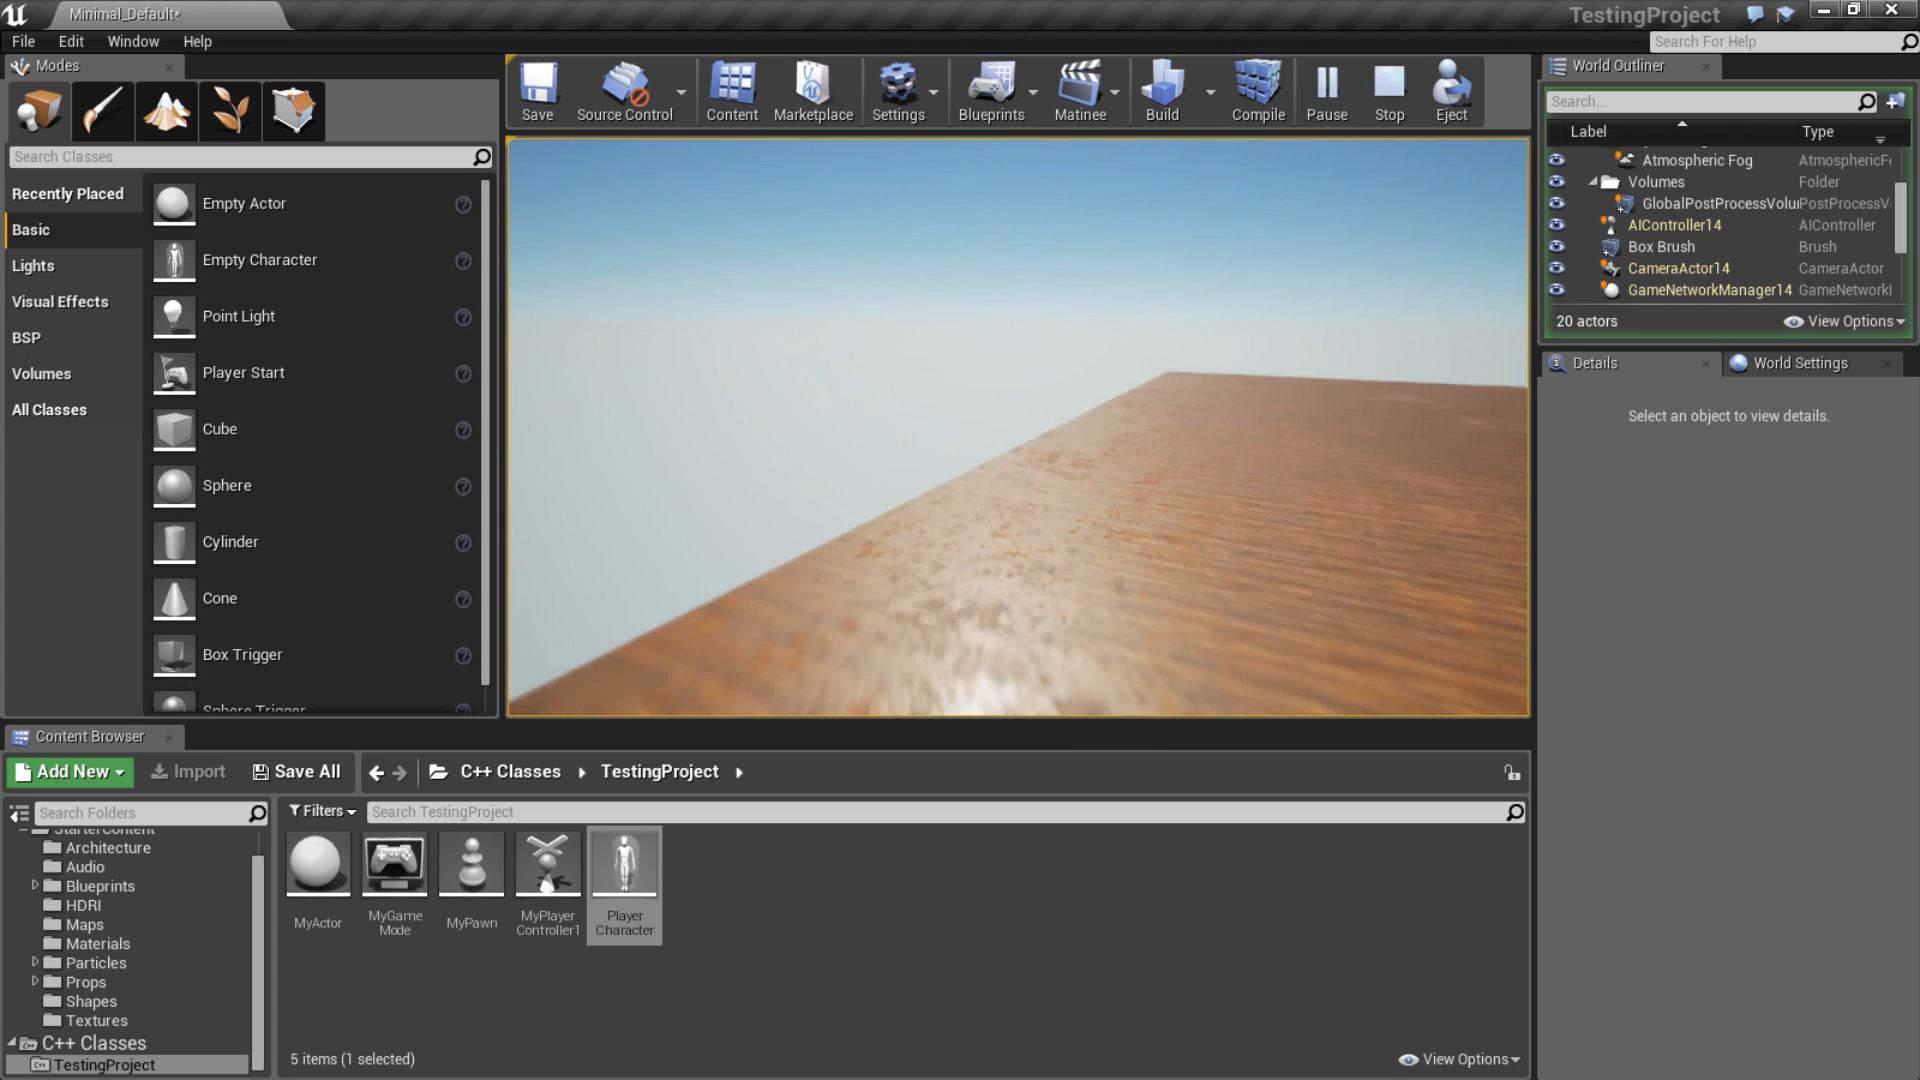 Minimal_Default*
TestingProject
File Edit Window Help
Search For Help
Modes
Search Classes
Recently Placed
Basic
Lights
Visual Effects
BSP
Volumes
All Classes
Empty Actor
Empty Character
Point Light
Player Start
Cube
Sphere
Cylinder
Cone
Box Trigger
Sphere Trigger
Save
Source Control
Content
Marketplace
Settings
Blueprints
Matinee
Build
Compile
Pause
Stop
Eject
World Outliner
Search...
Label Type
Atmospheric Fog AtmosphericF
Volumes Folder
GlobalPostProcessVolu PostProcessV
AIController14 AIController
Box Brush Brush
CameraActor14 CameraActor
GameNetworkManager14 GameNetwork
20 actors View Options
Details World Settings
Select an object to view details.
Content Browser
Add New Import Save All C++ Classes TestingProject
Search Folders
StarterContent
Architecture
Audio
Blueprints
HDRI
Maps
Materials
Particles
Props
Shapes
Textures
C++ Classes
TestingProject
Filters Search TestingProject
MyActor
MyGame
Mode
MyPawn
MyPlayer
Controller1
Player
Character
5 items (1 selected)
View Options